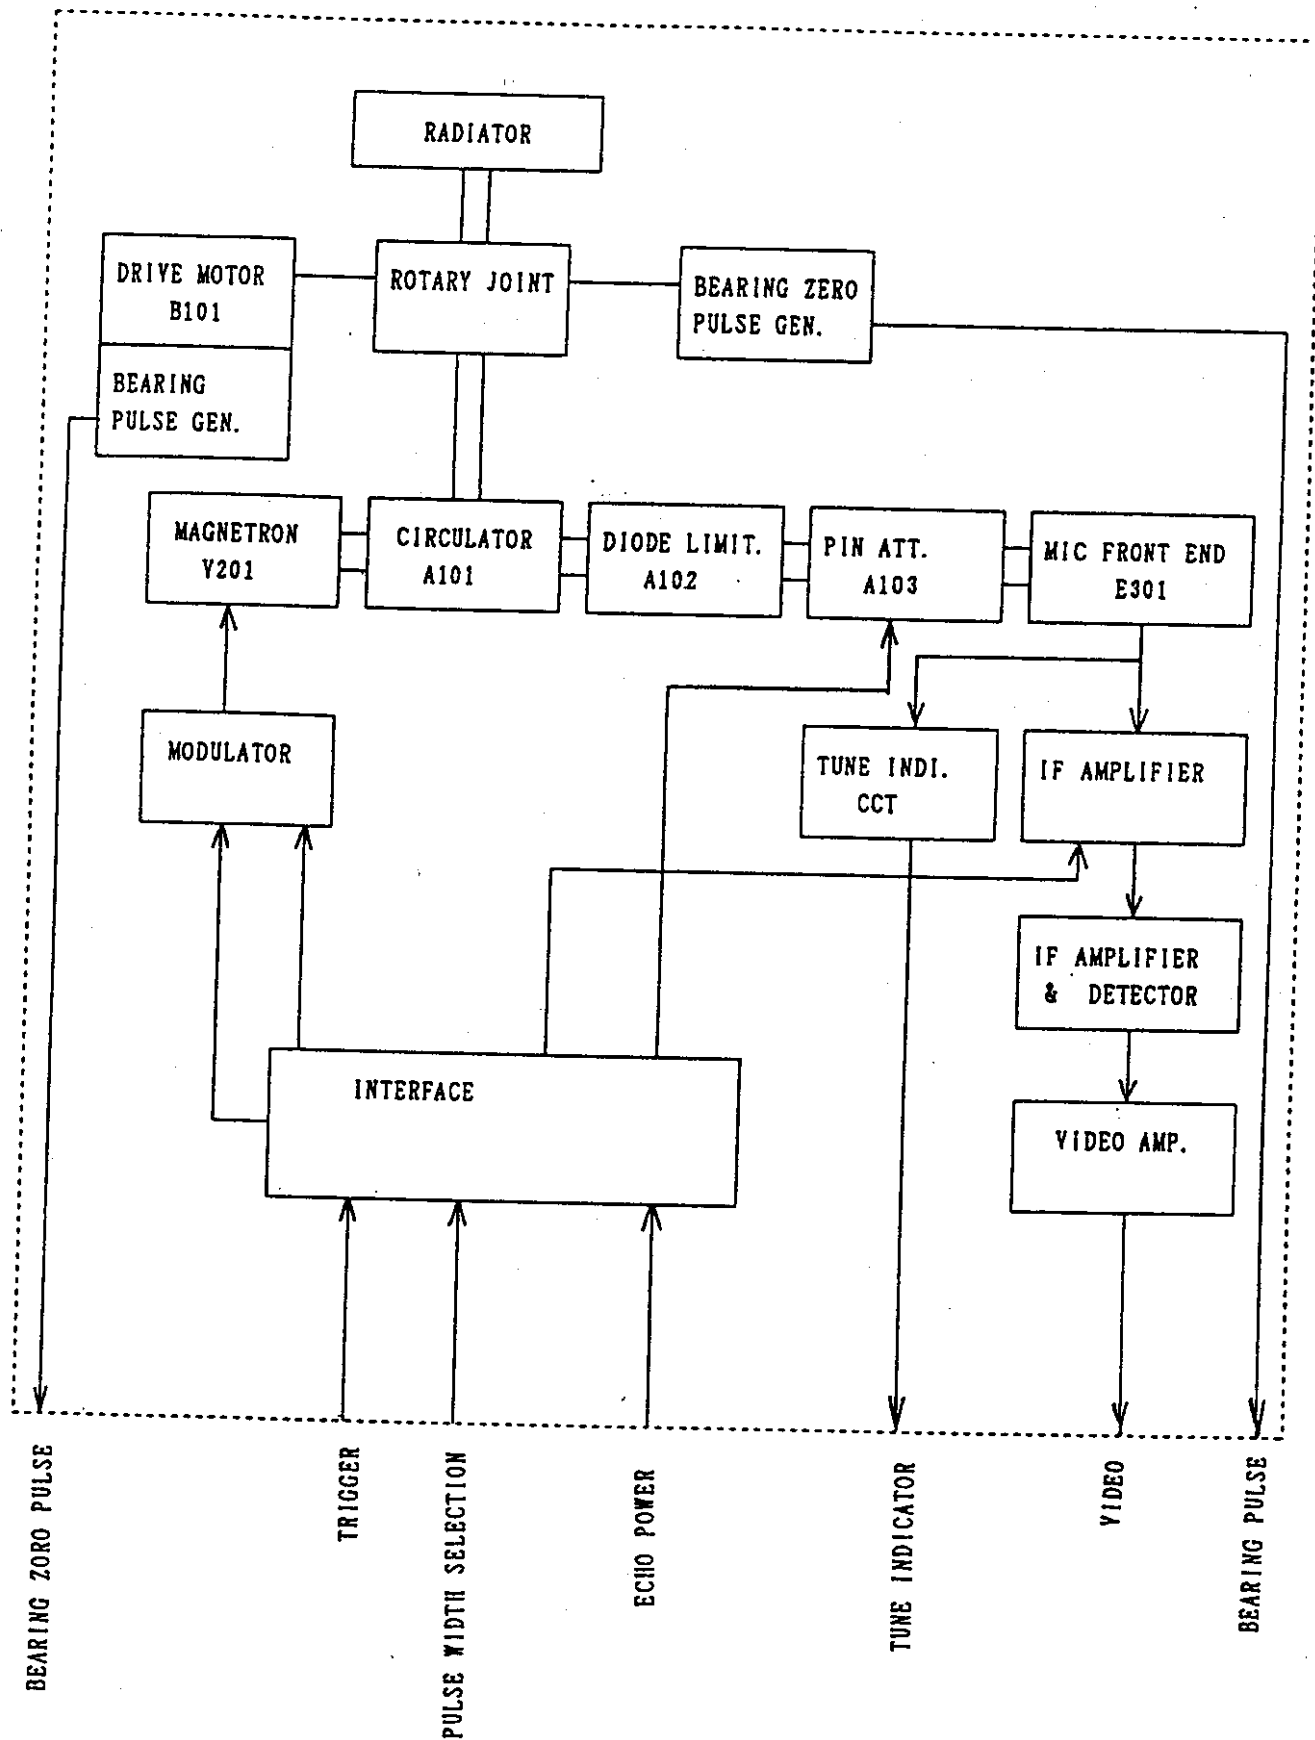 RADIATOR
DRIVE MOTOR
B101
ROTARY JOINT
BEARING ZERO
PULSE GEN.
BEARING
PULSE GEN.
MAGNETRON
V201
CIRCULATOR
A101
DIODE LIMIT.
A102
PIN ATT.
A103
MIC FRONT END
E301
MODULATOR
TUNE INDI.
CCT
IF AMPLIFIER
IF AMPLIFIER
& DETECTOR
INTERFACE
VIDEO AMP.
BEARING ZORO PULSE
TRIGGER
PULSE WIDTH SELECTION
ECHO POWER
TUNE INDICATOR
VIDEO
BEARING PULSE